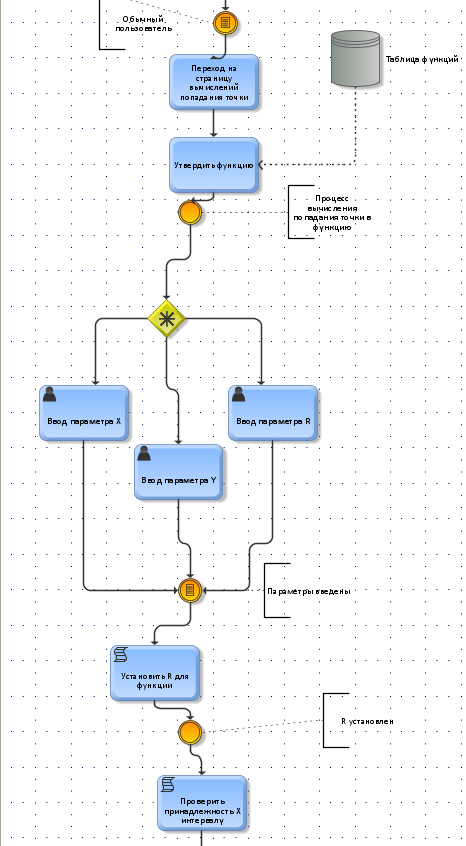 Обычный
пользователь
Переход на
страницу
вычислений
попадания точки
Таблица функций
Утвердить функцию
Процесс
вычисления
попадания точки в
функцию
Ввод параметра X
Ввод параметра R
Ввод параметра Y
Параметры введены
Установить R для
функции
R установлен
Проверить
принадлежность X
интервалу